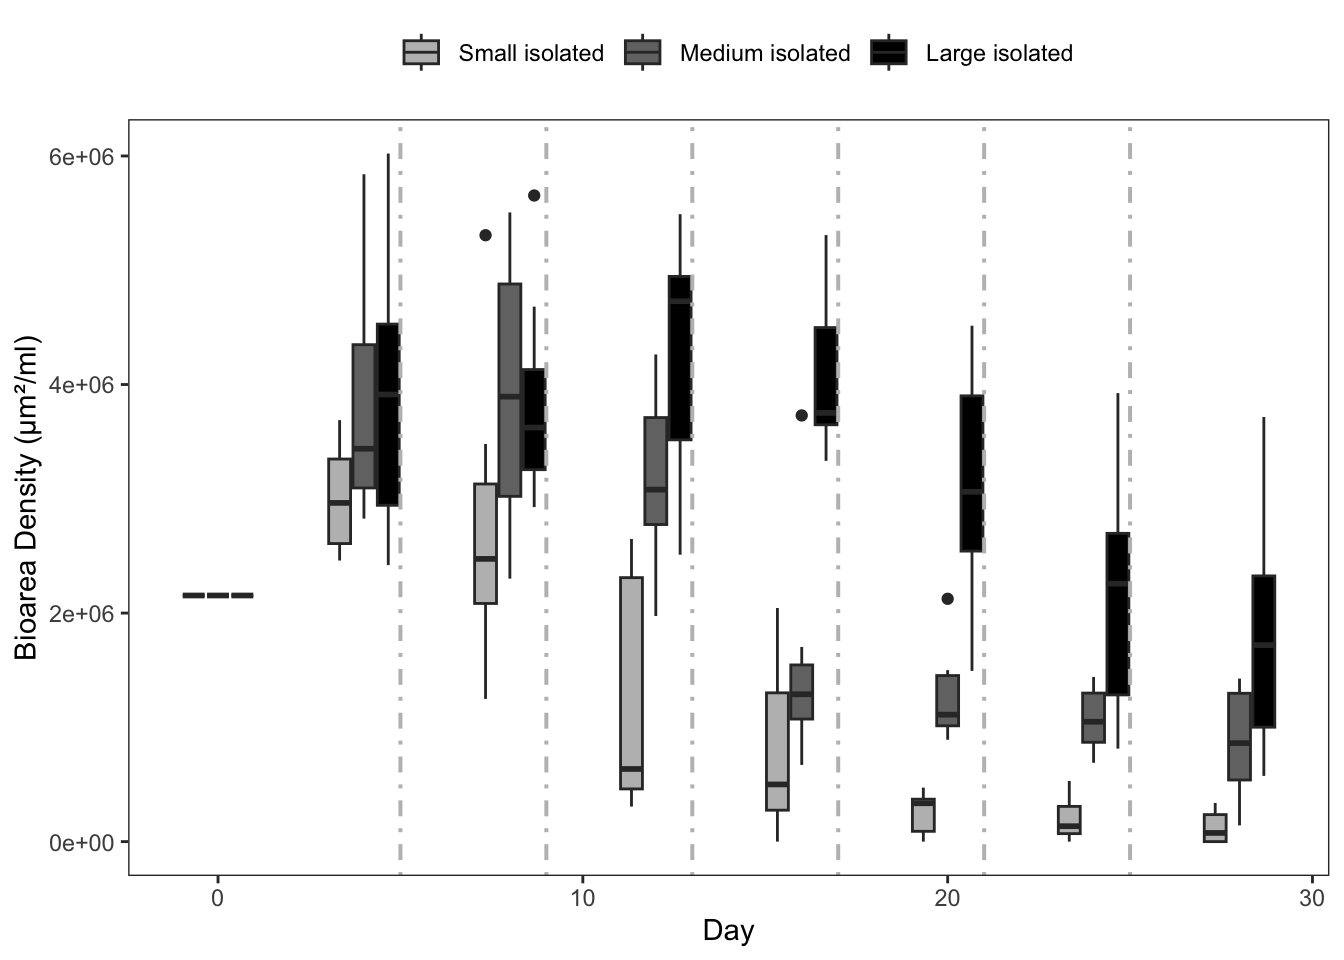 Small isolated Medium isolated Large isolated
6e+06
4e+06
2e+06
0e+00
Bioarea Density (μm²/ml)
0 10 20 30
Day